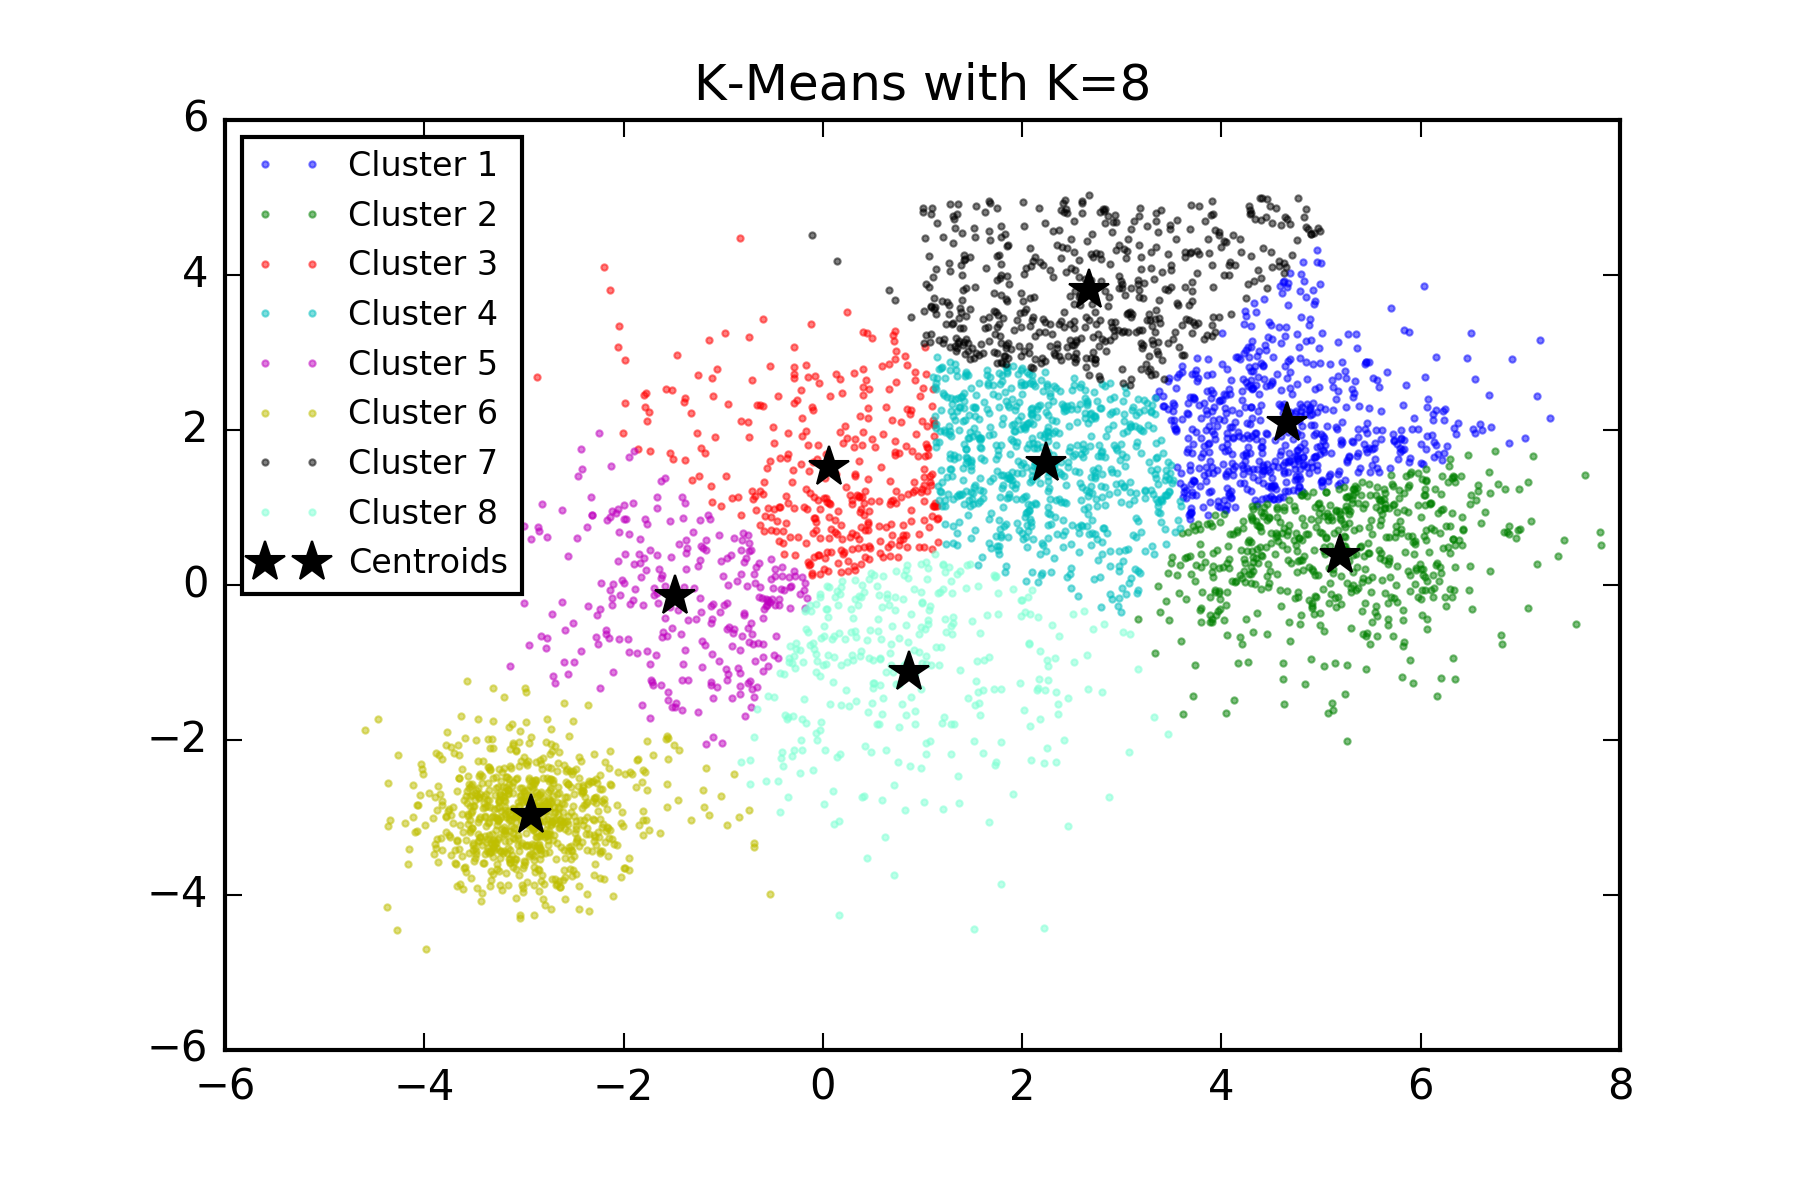 K-Means with K=8
6
4
2
0
−2
−4
−6
Cluster 1
Cluster 2
Cluster 3
Cluster 4
Cluster 5
Cluster 6
Cluster 7
Cluster 8
Centroids
−6 −4 −2 0 2 4 6 8